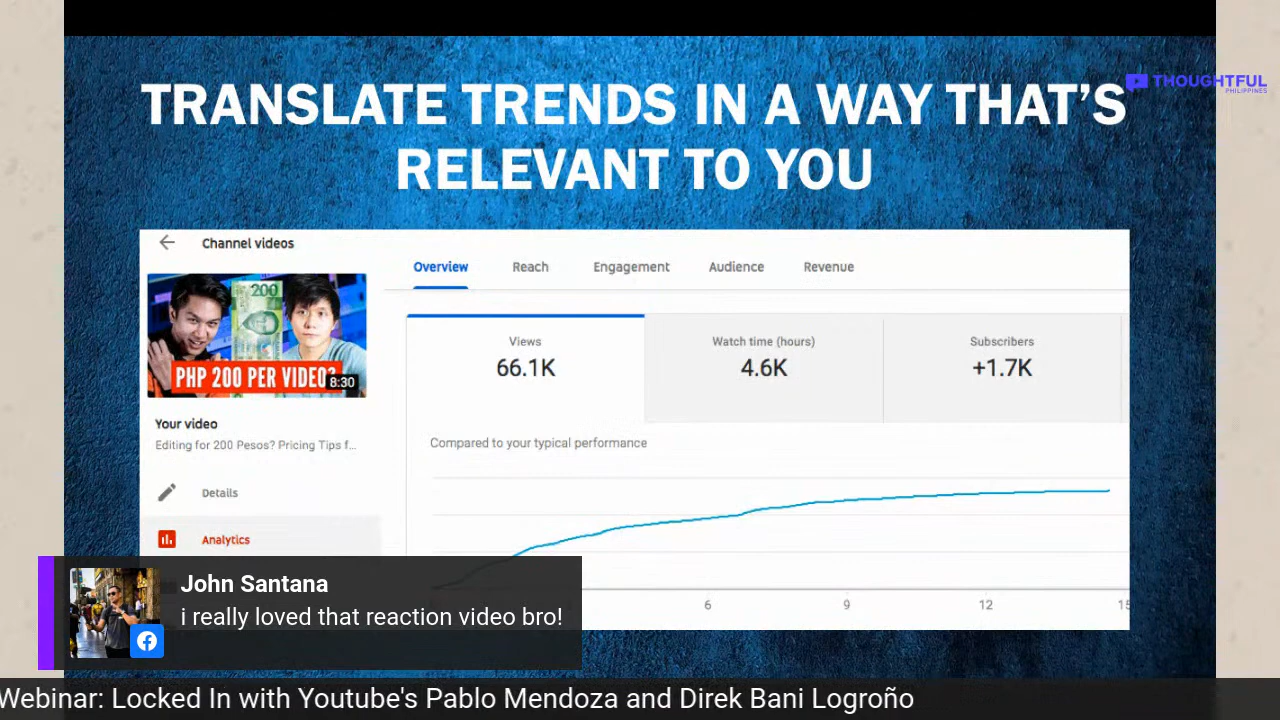 TRANSLATE TRENDS IN A WAY THAT'S
RELEVANT TO YOU
THOUGHTFUL
PHILIPPINES
Channel videos
200
PHP 200 PER VIDEO?
8:30
Your video
Editing for 200 Pesos? Pricing Tips f...
Details
Analytics
Overview Reach Engagement Audience Revenue
Views Watch time (hours) Subscribers
66.1K 4.6K +1.7K
Compared to your typical performance
6 9 12 15
John Santana
i really loved that reaction video bro!
Webinar: Locked In with Youtube's Pablo Mendoza and Direk Bani Logroño